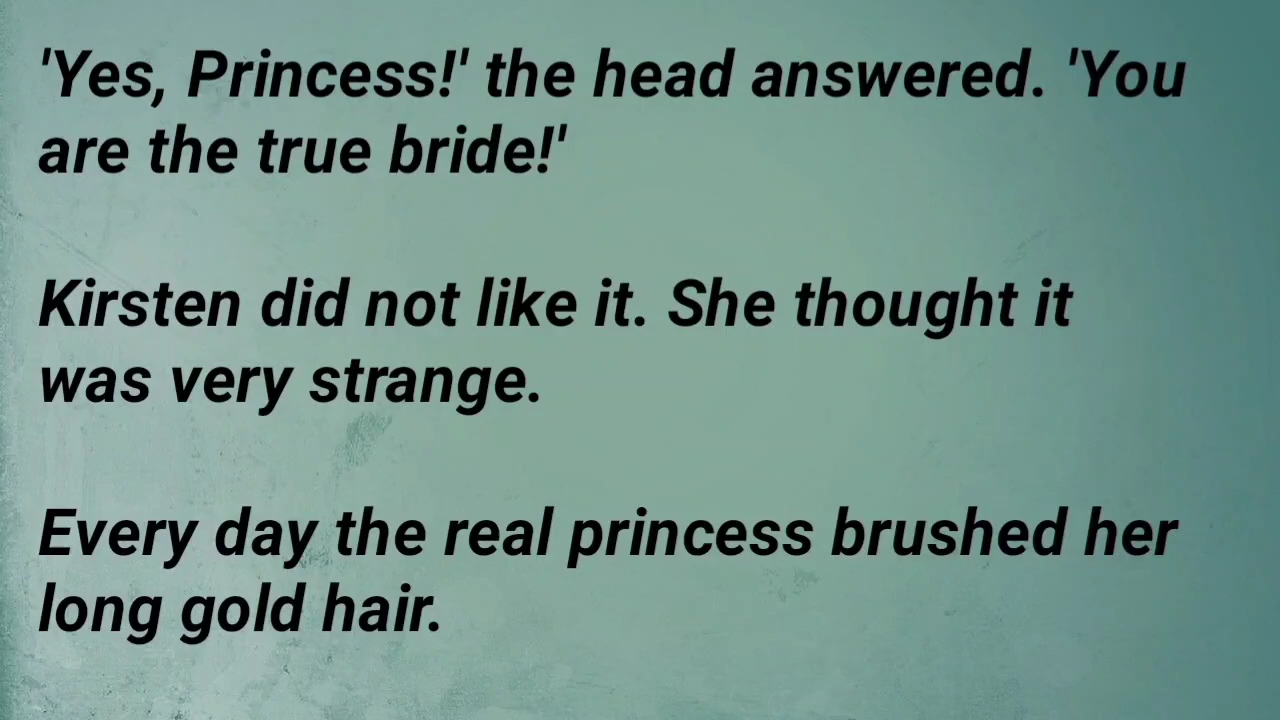 'Yes, Princess!' the head answered. 'You
are the true bride!'
Kirsten did not like it. She thought it
was very strange.
Every day the real princess brushed her
long gold hair.